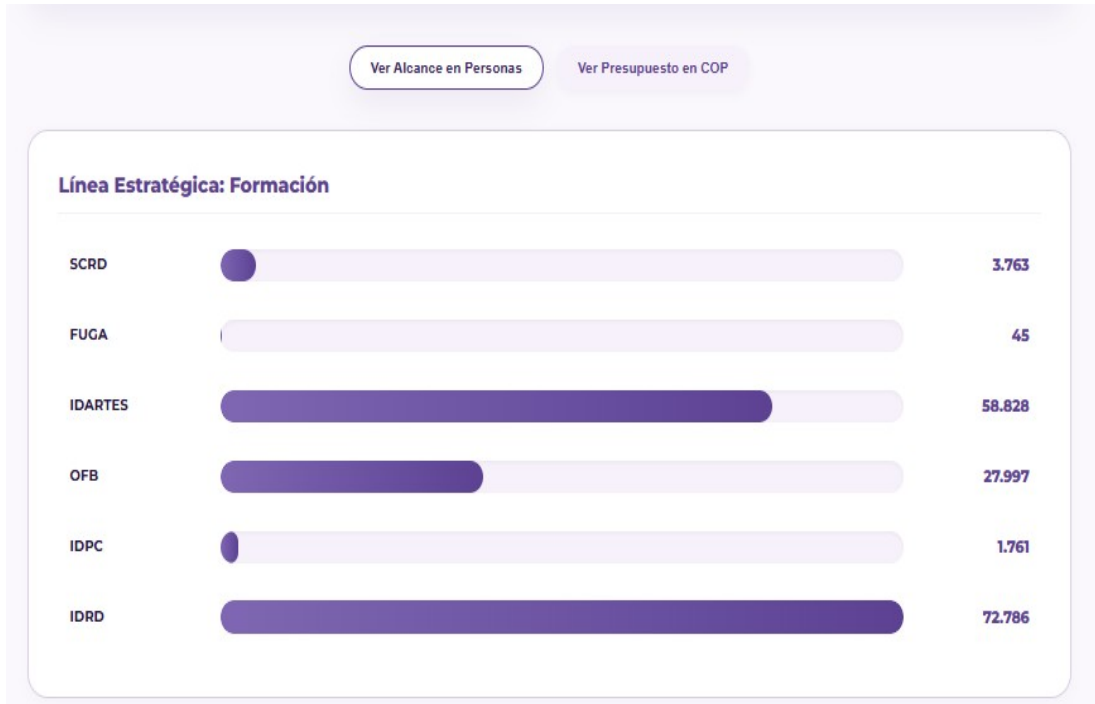 Ver Alcance en Personas Ver Presupuesto en COP
Línea Estratégica: Formación
SCRD 3.763
FUGA 45
IDARTES 58.828
OFB 27.997
IDPC 1.761
IDRD 72.786